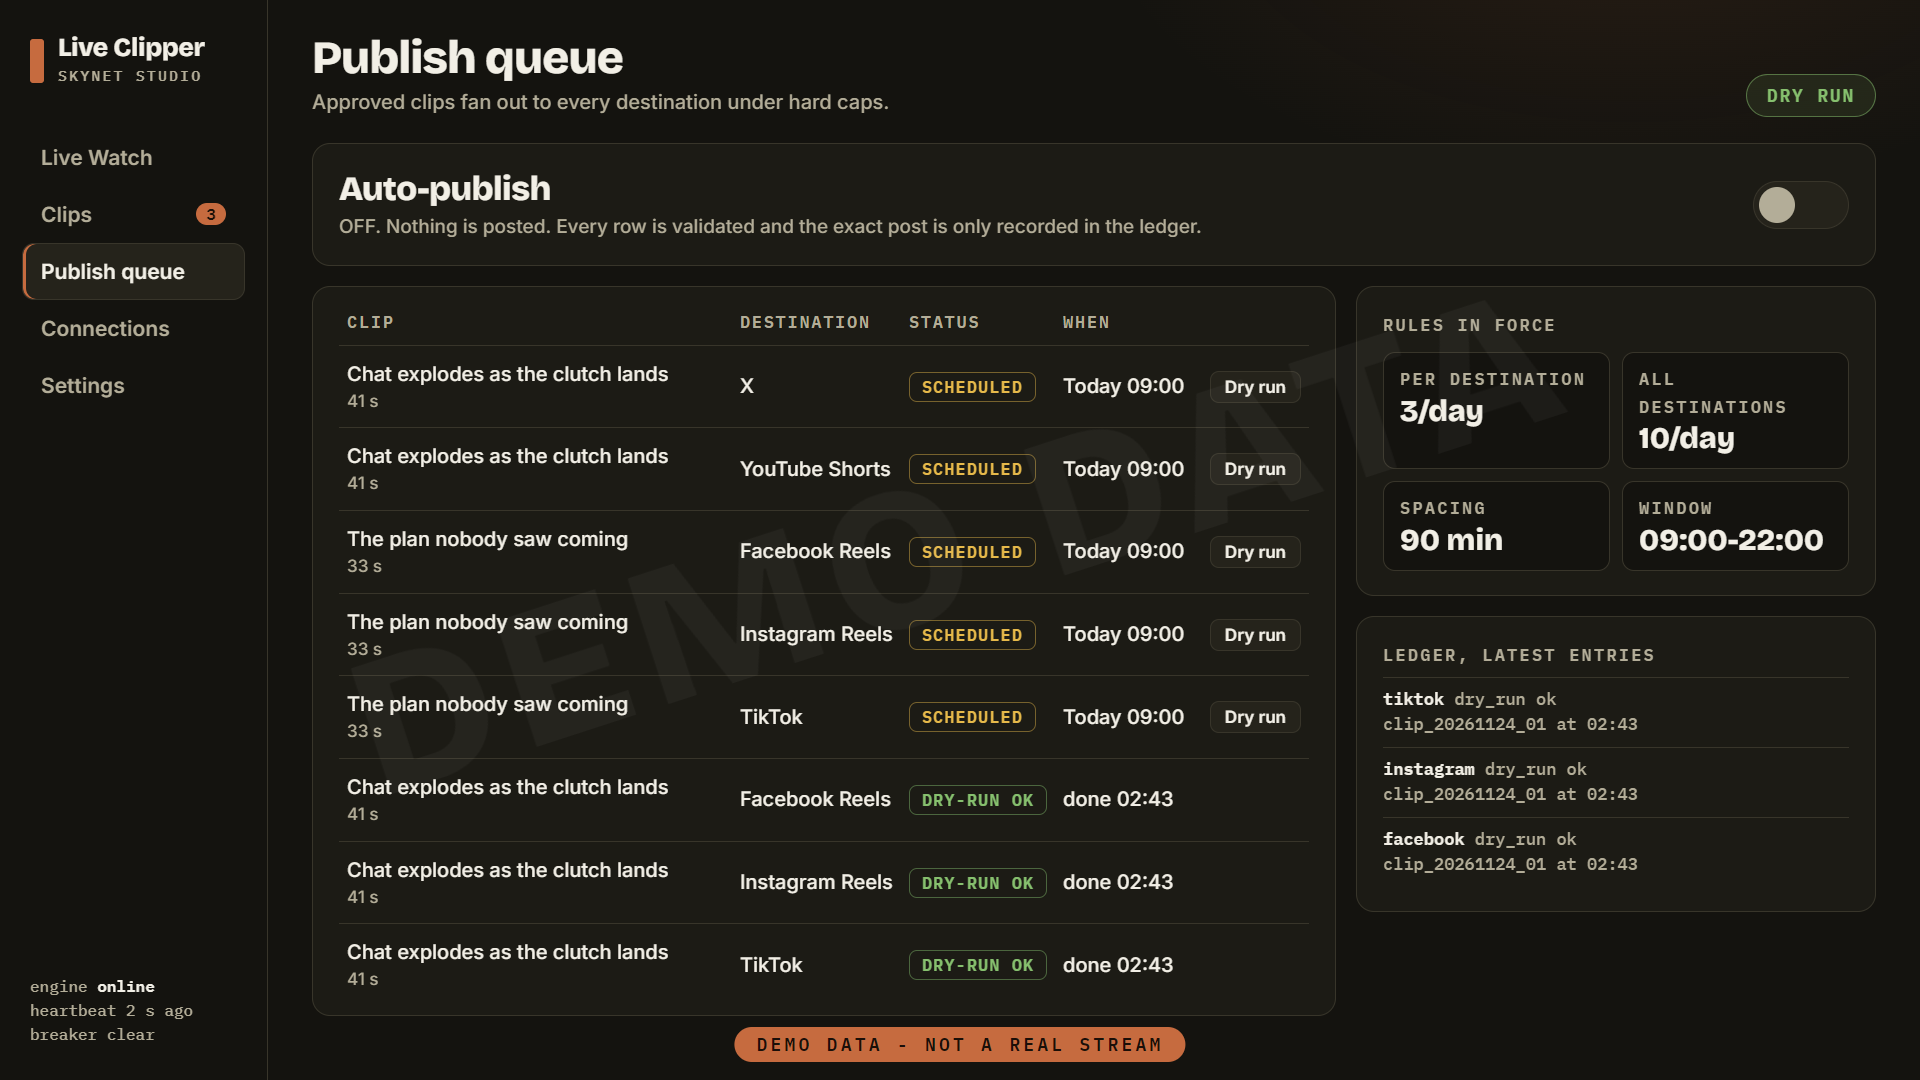 Live Clipper
SKYNET STUDIO
Live Watch
Clips 3
Publish queue
Connections
Settings
engine online
heartbeat 2 s ago
breaker clear
Publish queue
Approved clips fan out to every destination under hard caps.
DRY RUN
Auto-publish
OFF. Nothing is posted. Every row is validated and the exact post is only recorded in the ledger.
CLIP DESTINATION STATUS WHEN
Chat explodes as the clutch lands X SCHEDULED Today 09:00 Dry run
41 s
Chat explodes as the clutch lands YouTube Shorts SCHEDULED Today 09:00 Dry run
41 s
The plan nobody saw coming Facebook Reels SCHEDULED Today 09:00 Dry run
33 s
The plan nobody saw coming Instagram Reels SCHEDULED Today 09:00 Dry run
33 s
The plan nobody saw coming TikTok SCHEDULED Today 09:00 Dry run
33 s
Chat explodes as the clutch lands Facebook Reels DRY-RUN OK done 02:43
41 s
Chat explodes as the clutch lands Instagram Reels DRY-RUN OK done 02:43
41 s
Chat explodes as the clutch lands TikTok DRY-RUN OK done 02:43
41 s
RULES IN FORCE
PER DESTINATION
3/day
ALL
DESTINATIONS
10/day
SPACING
90 min
WINDOW
09:00-22:00
LEDGER, LATEST ENTRIES
tiktok dry_run ok
clip_20261124_01 at 02:43
instagram dry_run ok
clip_20261124_01 at 02:43
facebook dry_run ok
clip_20261124_01 at 02:43
DEMO DATA
DEMO DATA - NOT A REAL STREAM